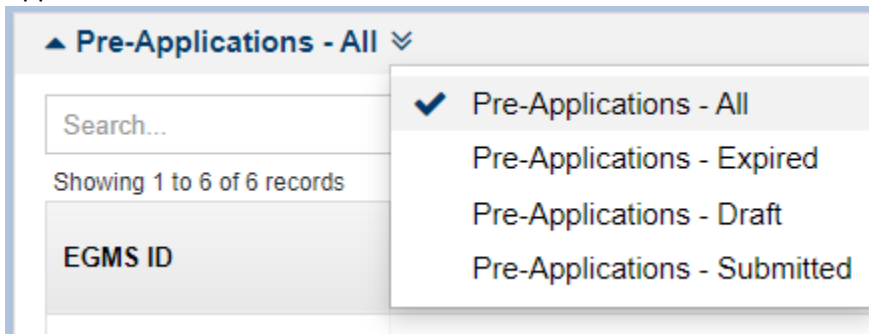 Pre-Applications - All
Pre-Applications - All
Search...
Pre-Applications - Expired
Showing 1 to 6 of 6 records
Pre-Applications - Draft
EGMS ID
Pre-Applications - Submitted